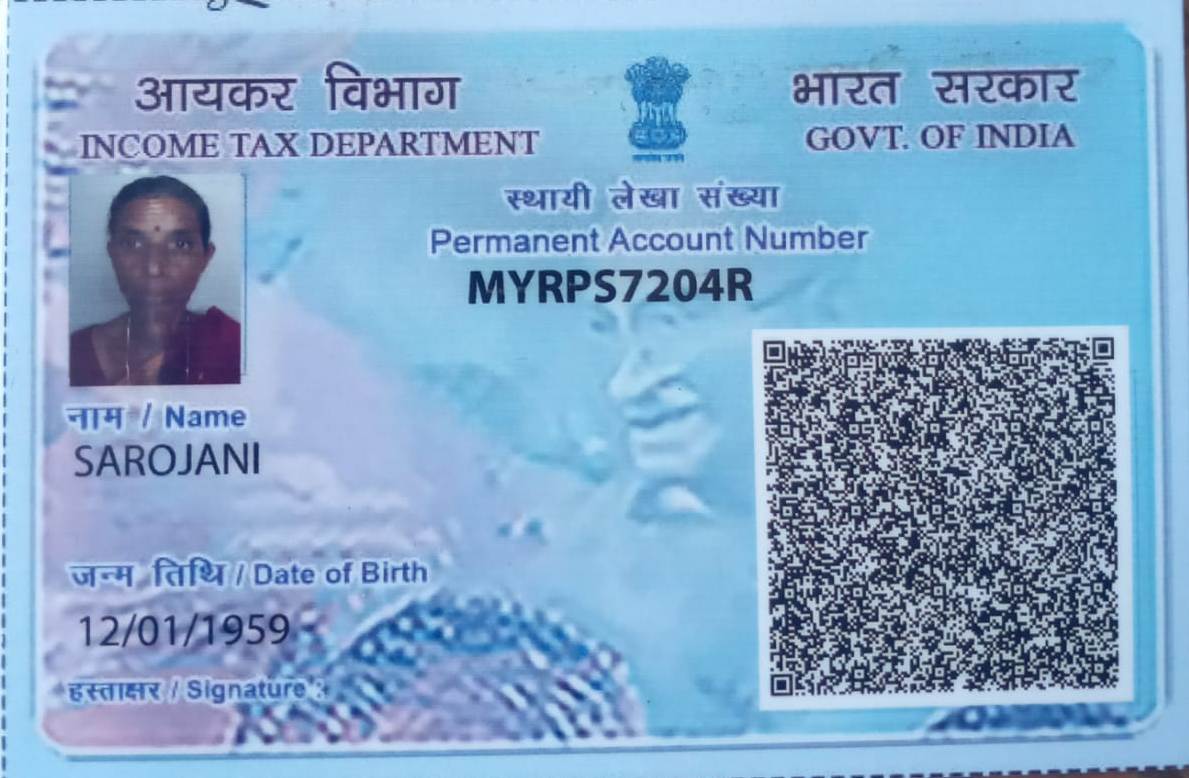 आयकर विभाग
INCOME TAX DEPARTMENT
भारत सरकार
GOVT. OF INDIA
स्थायी लेखा संख्या
Permanent Account Number
MYRPS7204R
नाम / Name
SAROJANI
जन्म तिथि / Date of Birth
12/01/1959
हस्ताक्षर / Signature :